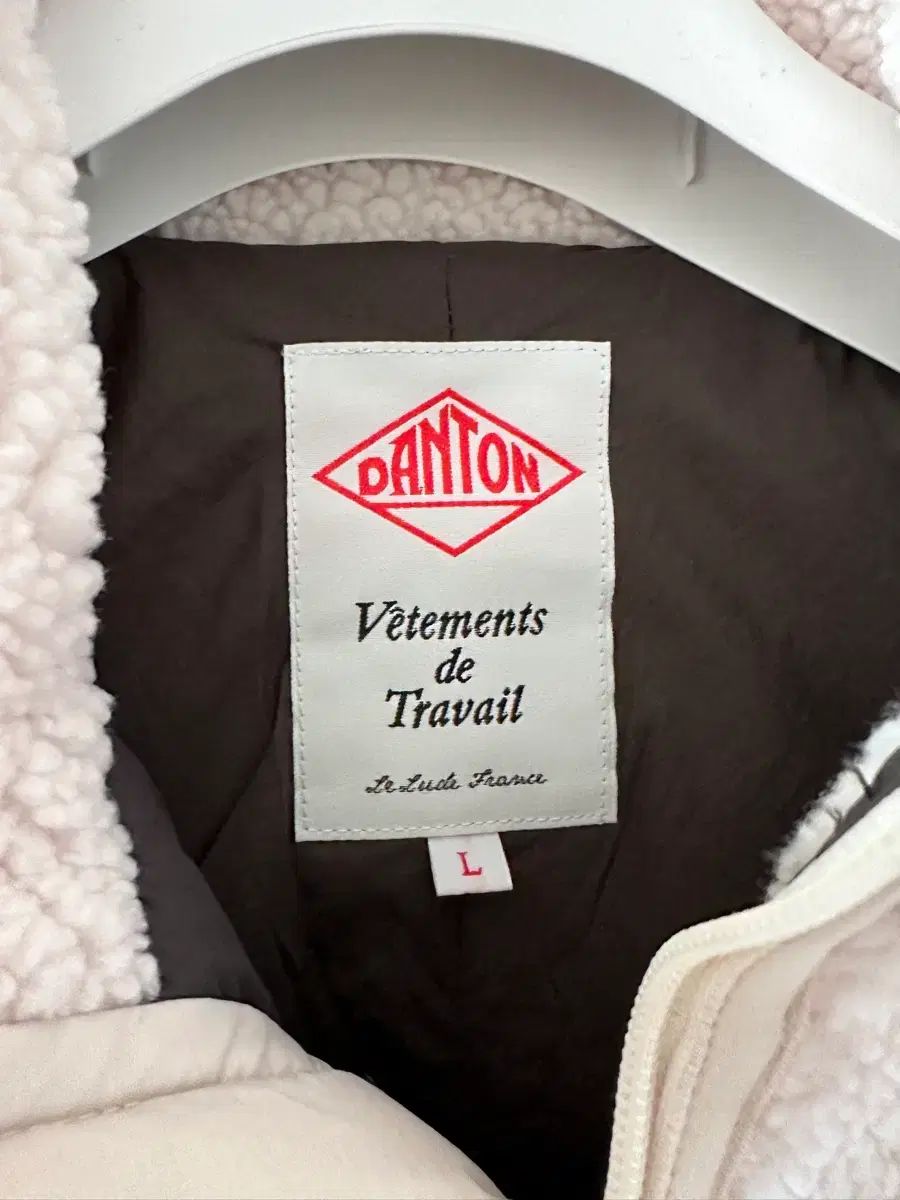 DANTON
Vêtements
de
Travail
Le Lude France
L